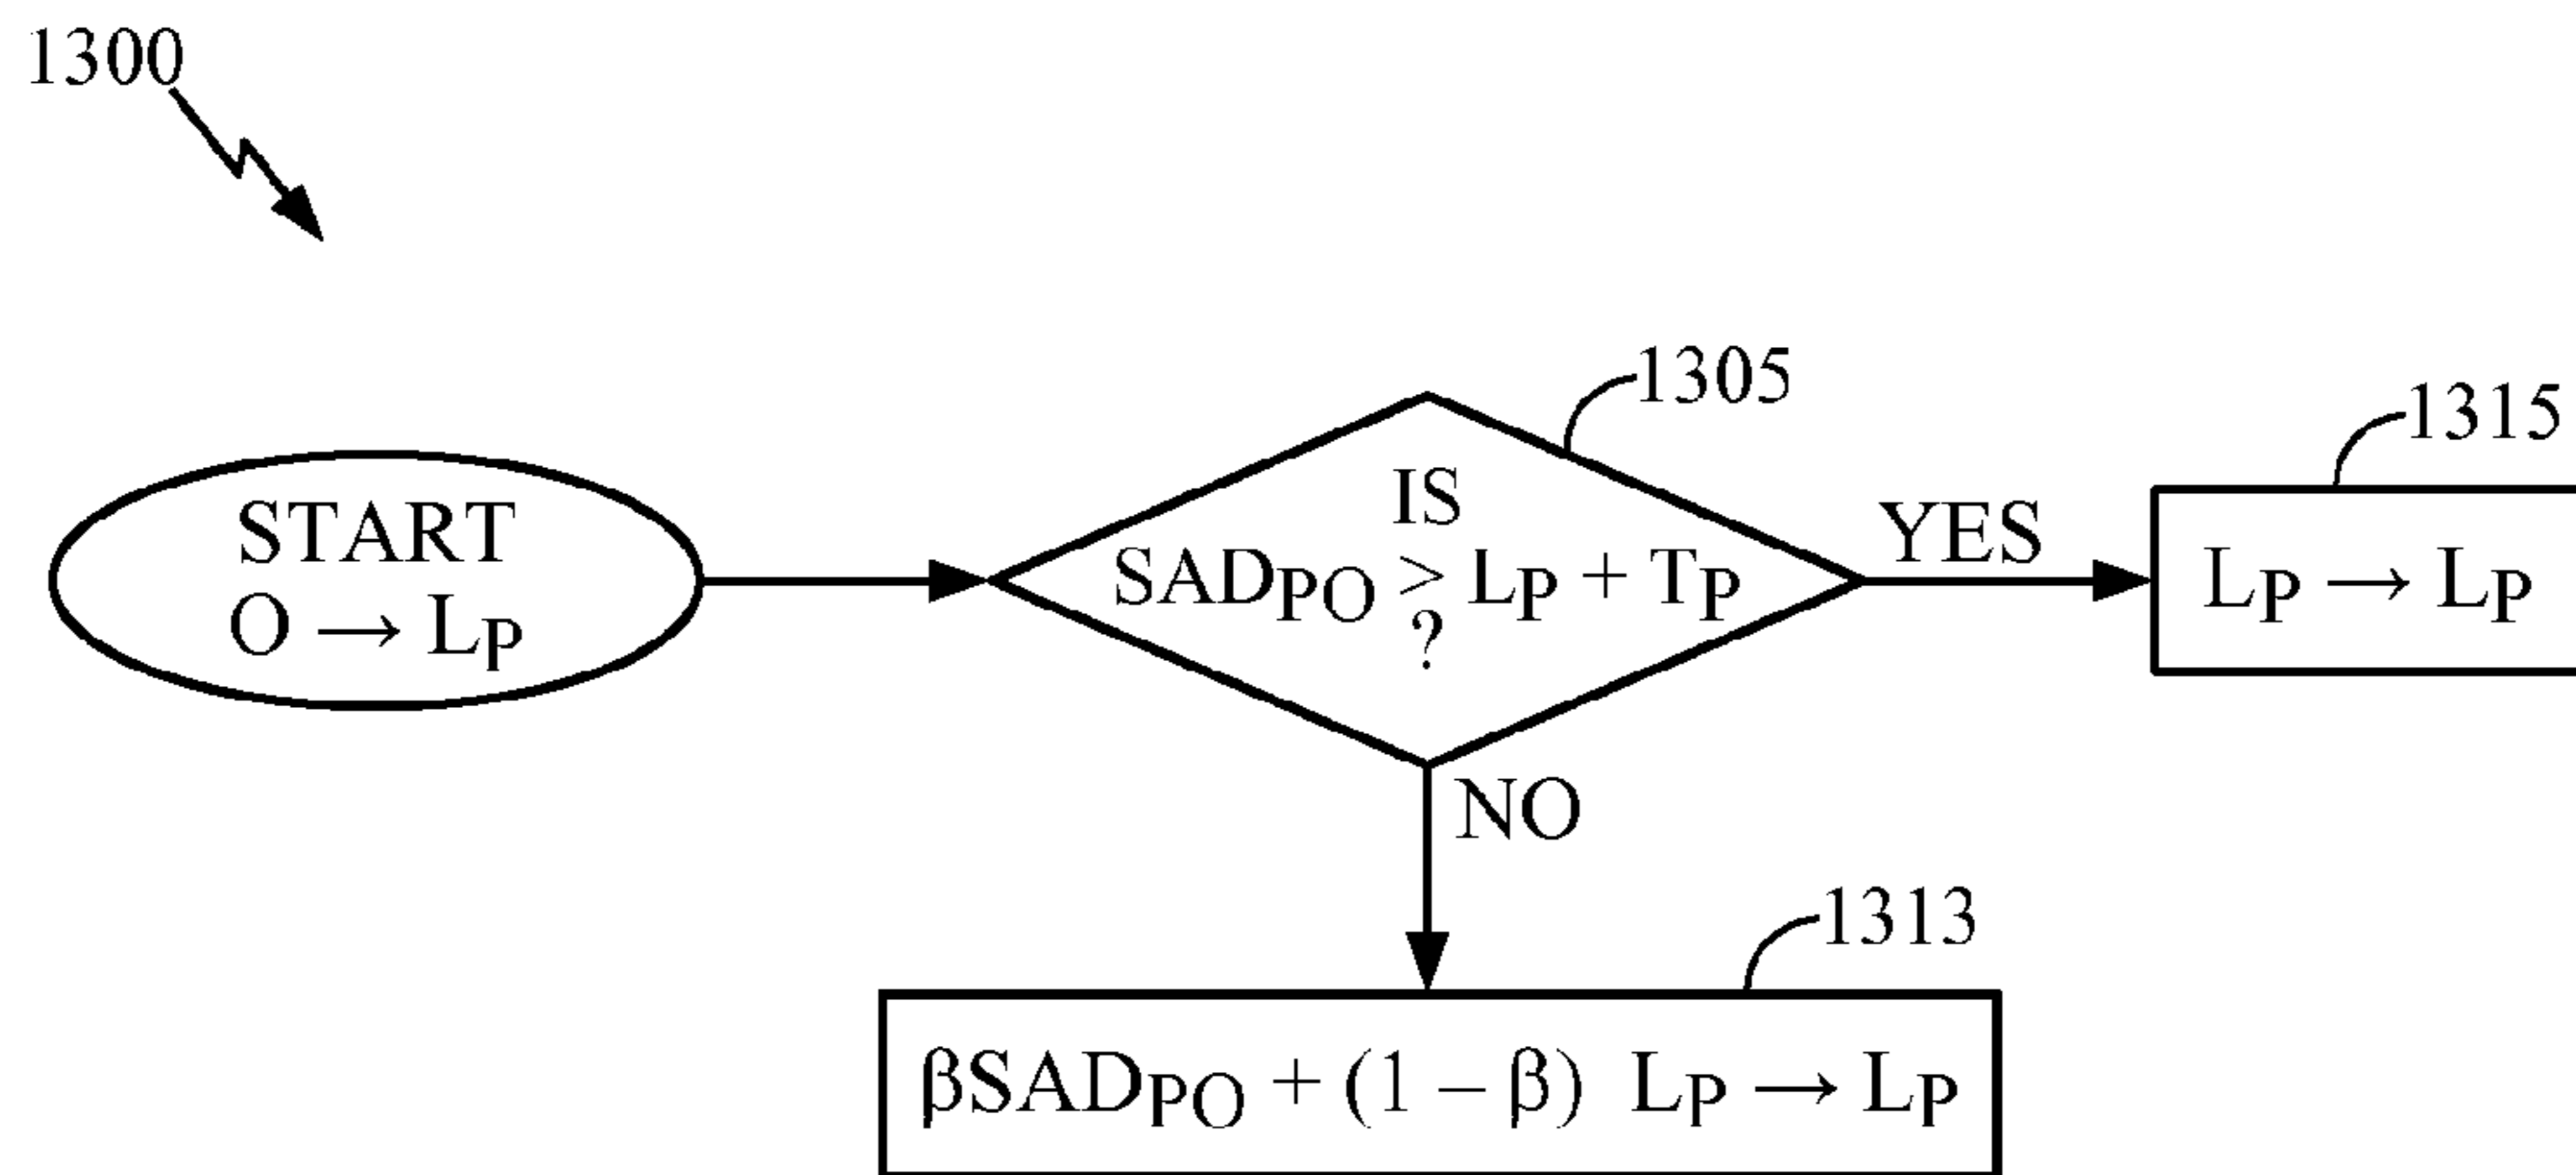 1300
START
O → LP
1305
IS
SADPO > LP + TP
?
YES
1315
LP → LP
NO
1313
βSADPO + (1 – β) LP → LP